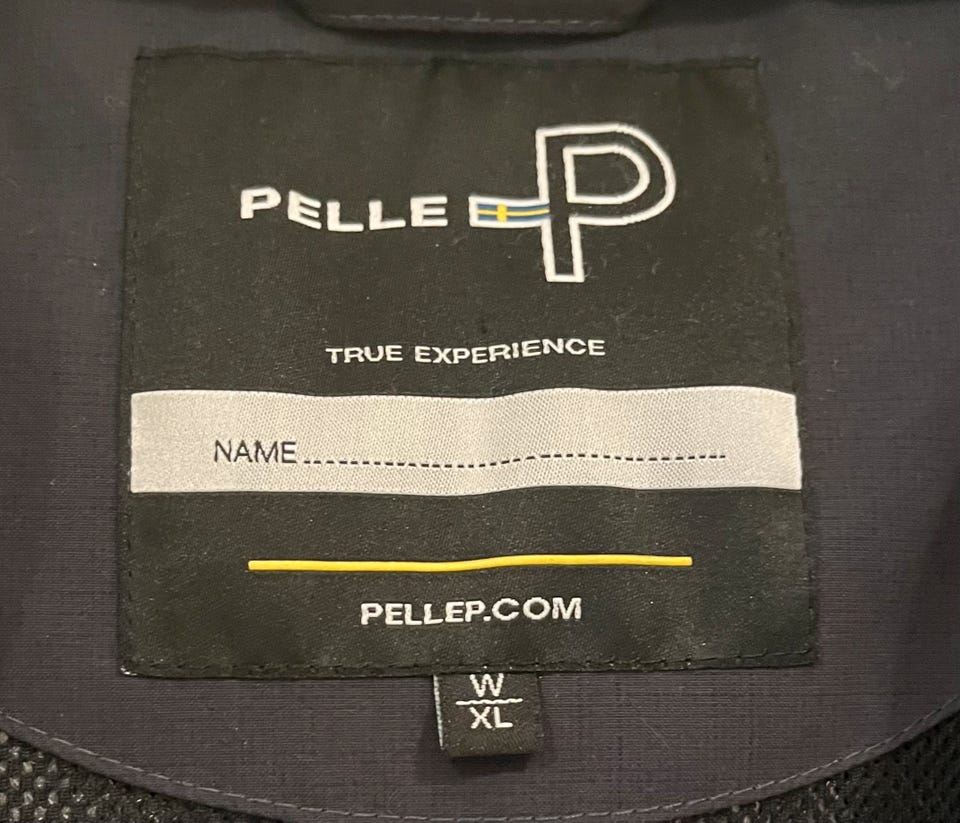 PELLE P
TRUE EXPERIENCE
NAME................................................
PELLEP.COM
W
XL